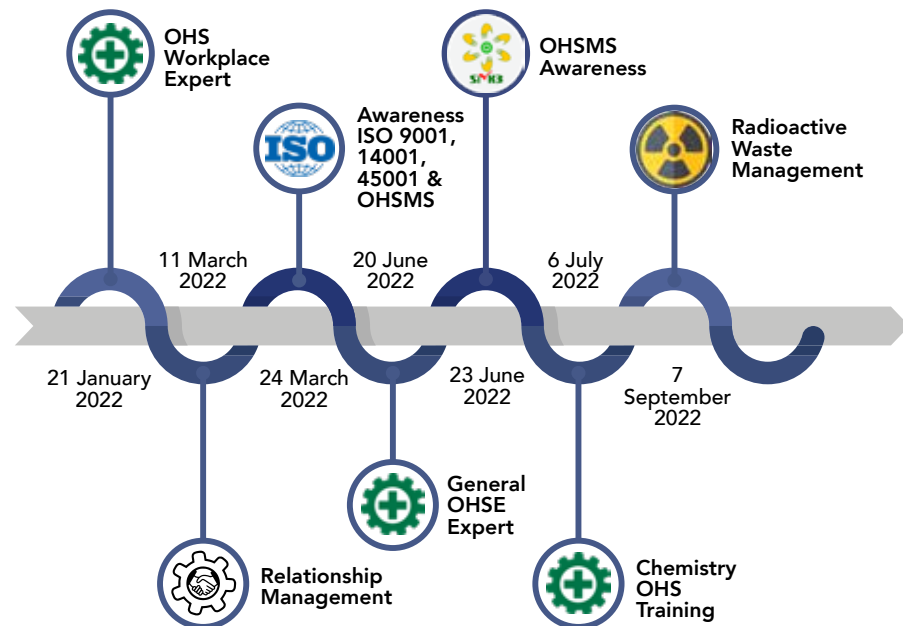 OHS
Workplace
Expert
OHSMS
Awareness
SMK3
Awareness
ISO 9001,
14001,
45001 &
OHSMS
ISO
Radioactive
Waste
Management
11 March
2022
20 June
2022
6 July
2022
21 January
2022
24 March
2022
23 June
2022
7
September
2022
General
OHSE
Expert
Relationship
Management
Chemistry
OHS
Training